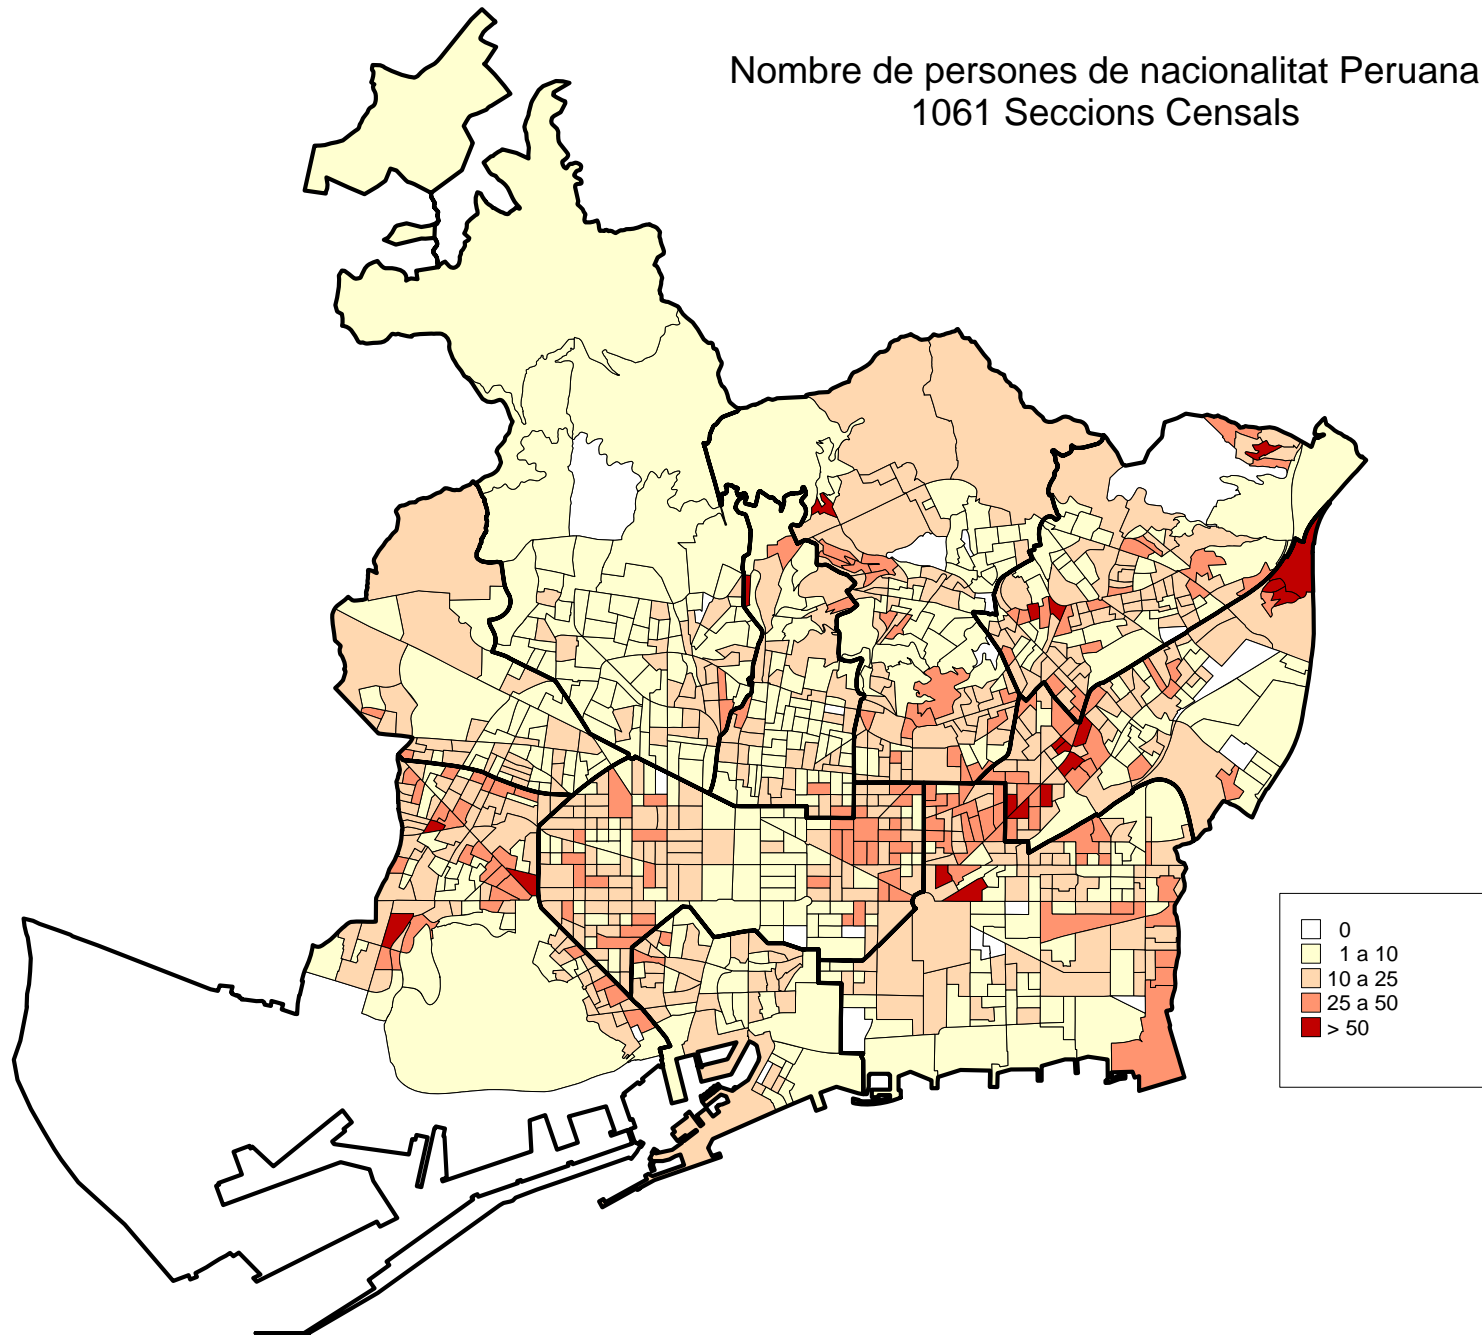 Nombre de persones de nacionalitat Peruana
1061 Seccions Censals
0
1 a 10
10 a 25
25 a 50
> 50